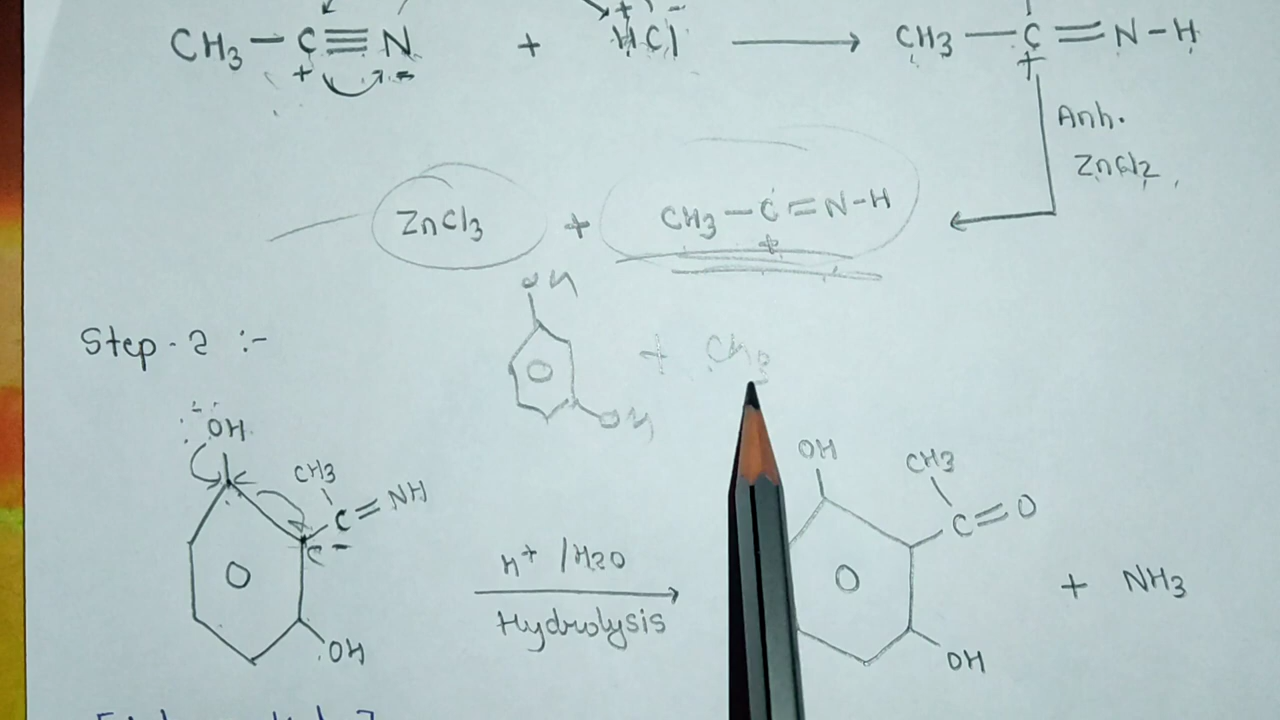 CH3 — C ≡ N + HCl ⟶ CH3 — C = N - H
+ - +
Anh.
ZnCl2
ZnCl3 + CH3 — C = N - H
+
OH
Step - 2 :-
+ CH3
OH
OH
CH3
C = NH
C -
OH
H+ / H2O
Hydrolysis
OH
CH3
C = O
+ NH3
OH